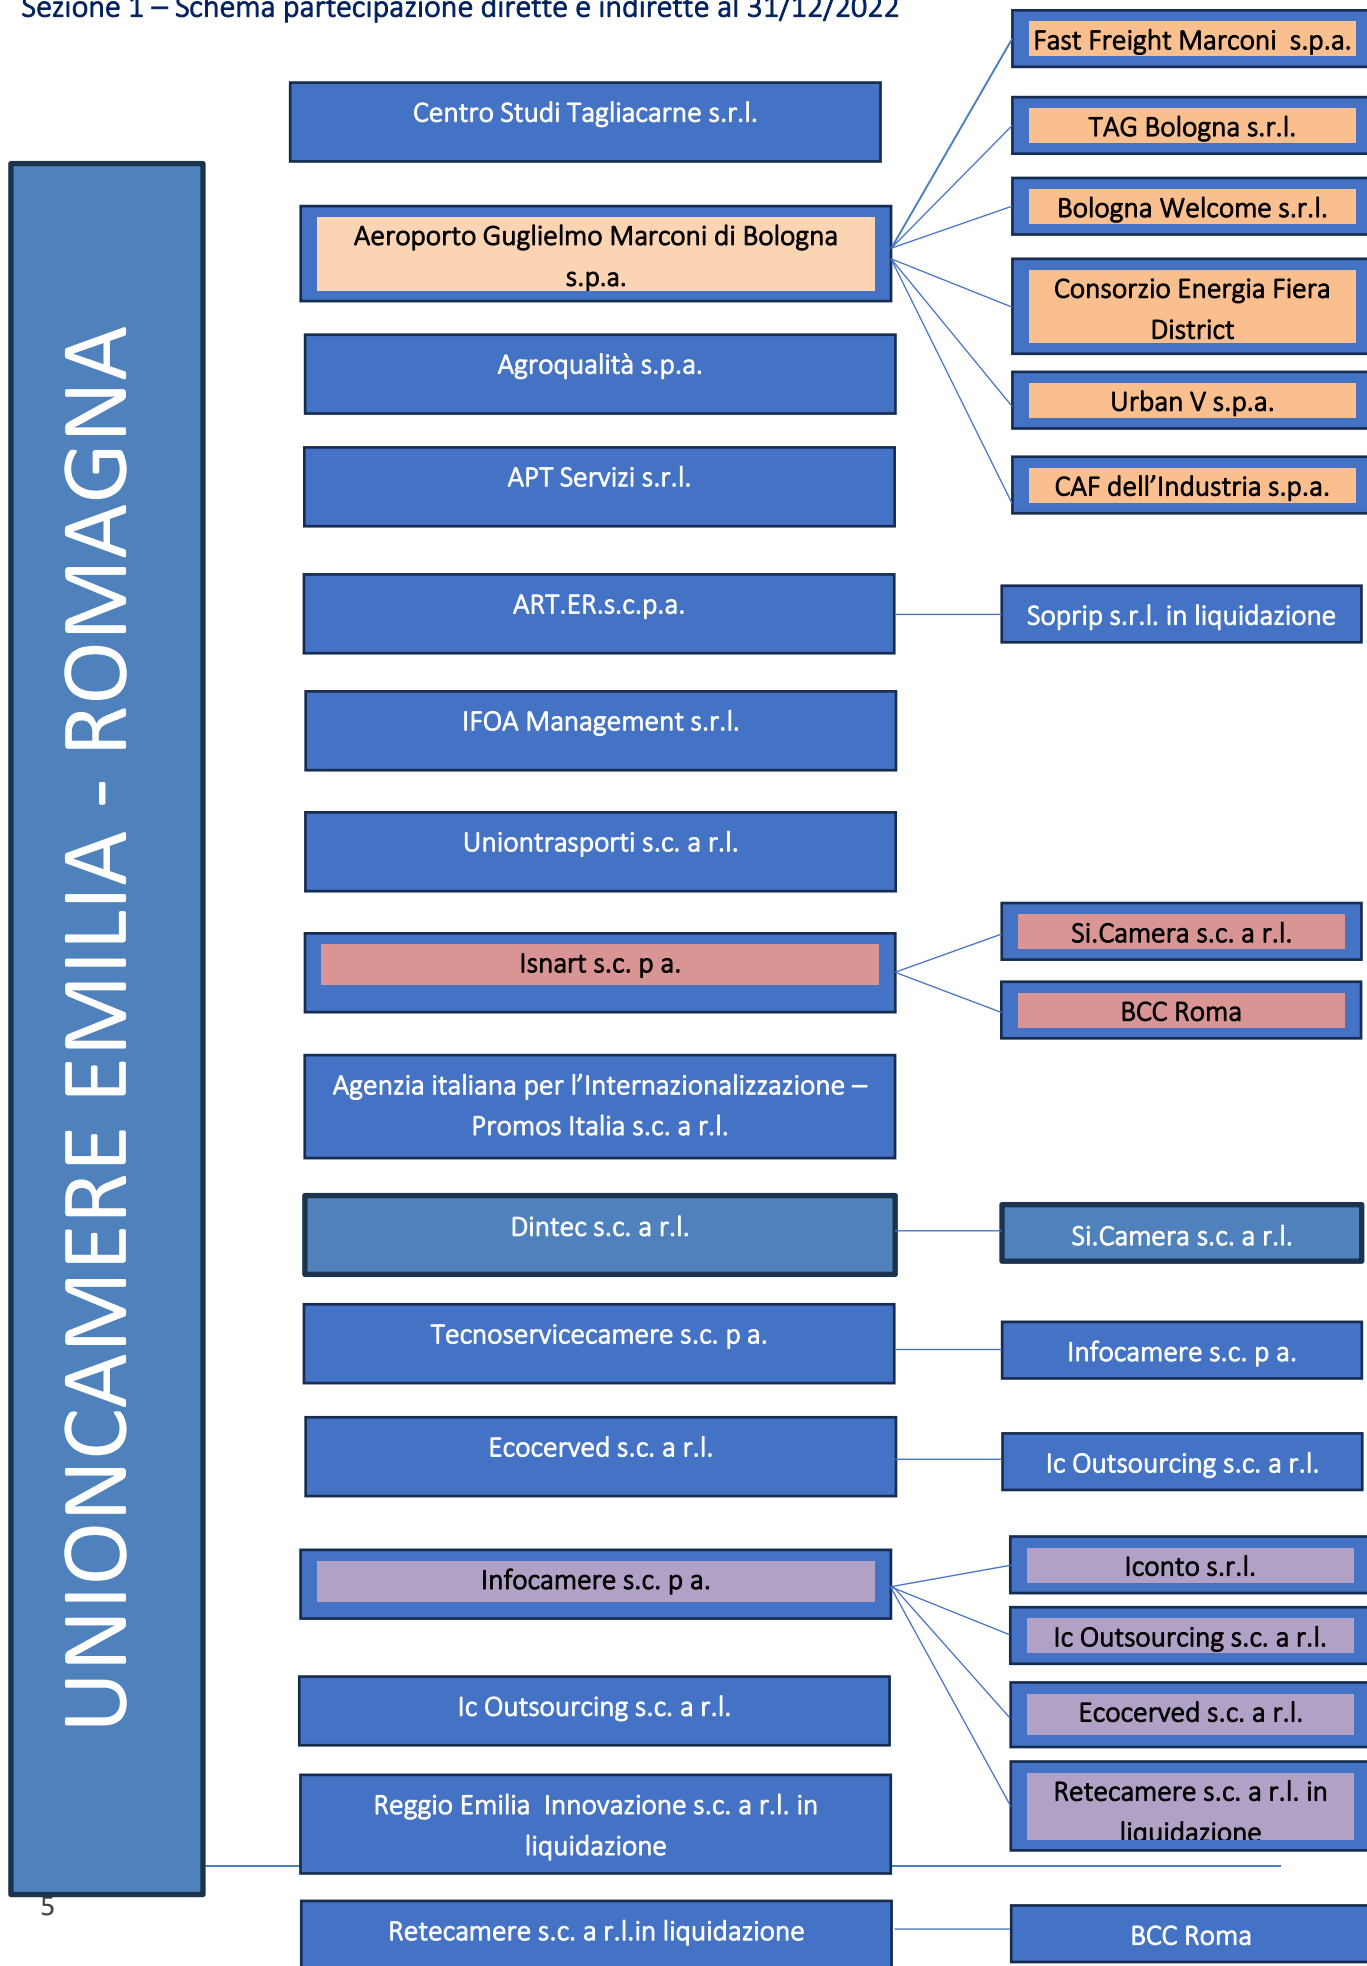 Sezione 1 – Schema partecipazione dirette e indirette al 31/12/2022
UNIONCAMERE EMILIA - ROMAGNA
Centro Studi Tagliacarne s.r.l.
Aeroporto Guglielmo Marconi di Bologna
s.p.a.
Fast Freight Marconi s.p.a.
TAG Bologna s.r.l.
Bologna Welcome s.r.l.
Consorzio Energia Fiera
District
Urban V s.p.a.
CAF dell’Industria s.p.a.
Agroqualità s.p.a.
APT Servizi s.r.l.
ART.ER.s.c.p.a.
Soprip s.r.l. in liquidazione
IFOA Management s.r.l.
Uniontrasporti s.c. a r.l.
Isnart s.c. p a.
Si.Camera s.c. a r.l.
BCC Roma
Agenzia italiana per l’Internazionalizzazione –
Promos Italia s.c. a r.l.
Dintec s.c. a r.l.
Si.Camera s.c. a r.l.
Tecnoservicecamere s.c. p a.
Infocamere s.c. p a.
Ecocerved s.c. a r.l.
Ic Outsourcing s.c. a r.l.
Infocamere s.c. p a.
Iconto s.r.l.
Ic Outsourcing s.c. a r.l.
Ecocerved s.c. a r.l.
Retecamere s.c. a r.l. in
liquidazione
Ic Outsourcing s.c. a r.l.
Reggio Emilia Innovazione s.c. a r.l. in
liquidazione
Retecamere s.c. a r.l.in liquidazione
BCC Roma
5